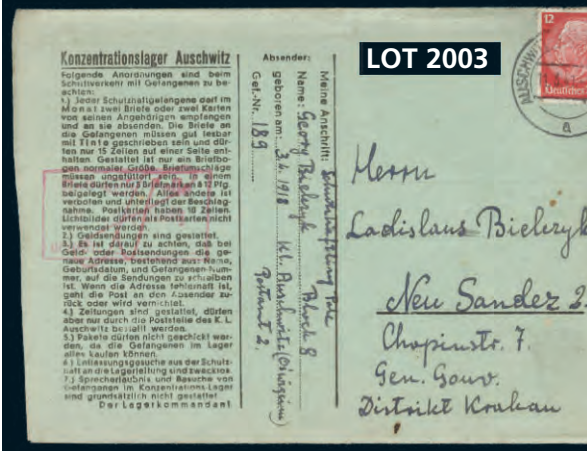 LOT 2003
Konzentrationslager Auschwitz
Folgende Anordnungen sind beim
Schriftverkehr mit Gefangenen zu be-
achten:
1.) Jeder Schutzhaftgefangene darf im
Monat zwei Briefe oder zwei Karten
von seinen Angehörigen empfangen
und an sie absenden. Die Briefe an
die Gefangenen müssen gut lesbar
mit Tinte geschrieben sein und dür-
fen nur 15 Zeilen auf einer Seite ent-
halten. Gestattet ist nur ein Briefbo-
gen normaler Größe. Briefumschläge
müssen ungefüttert sein. In einem
Briefe dürfen nur 5 Briefmarken à 12 Pfg.
beigelegt werden. Alles andere ist
verboten und unterliegt der Beschlag-
nahme. Postkarten haben 10 Zeilen.
Lichtbilder dürfen als Postkarten nicht
verwendet werden.
2.) Geldsendungen sind gestattet.
3.) Es ist darauf zu achten, daß bei
Geld- oder Postsendungen die ge-
naue Adresse, bestehend aus: Name,
Geburtsdatum, und Gefangenen-Num-
mer, auf die Sendungen zu schreiben
ist. Wenn die Adresse fehlerhaft ist,
geht die Post an den Absender zu-
rück oder wird vernichtet.
4.) Zeitungen sind gestattet, dürfen
aber nur durch die Poststelle des K. L.
Auschwitz bestellt werden.
5.) Pakete dürfen nicht geschickt wer-
den, da die Gefangenen im Lager
alles kaufen können.
6.) Entlassungsgesuche aus der Schutz-
haft an die Lagerleitung sind zwecklos.
7.) Sprecherlaubnis und Besuche von
Gefangenen im Konzentrations-Lager
sind grundsätzlich nicht gestattet.
Der Lagerkommandant
Absender:
Meine Anschrift: Schutzhäftling Pole
Name: Georg Bielczyk Block 8
geboren am: 3.4.1918 Kl. Auschwitz (Oświęcim)
Gef.-Nr. 189 Postamt 2.
12
Deutsches
AUSCHWITZ
a
Herrn
Ladislaus Bielczyk
Neu Sandez 2.
Chopinstr. 7.
Gen. Gouv.
Distrikt Krakau